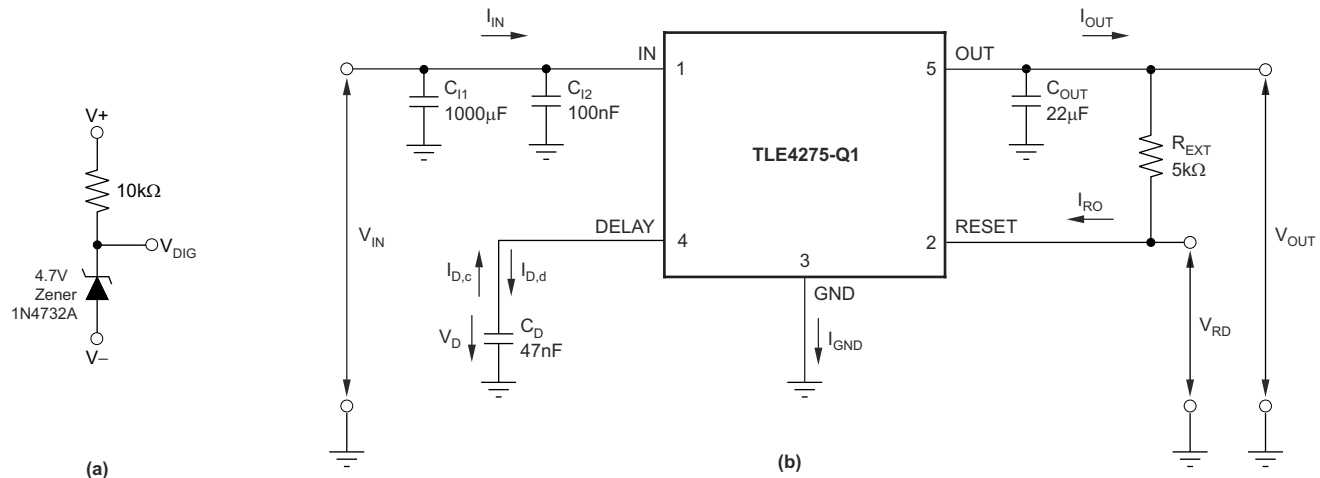 V+
10kΩ
V_DIG
4.7V
Zener
1N4732A
V−
(a)
I_IN
IN
1
C_I1
1000μF
C_I2
100nF
V_IN
TLE4275-Q1
OUT
5
I_OUT
C_OUT
22μF
R_EXT
5kΩ
I_RO
DELAY
4
RESET
2
I_D,c
I_D,d
V_D
C_D
47nF
3
GND
I_GND
V_RD
V_OUT
(b)